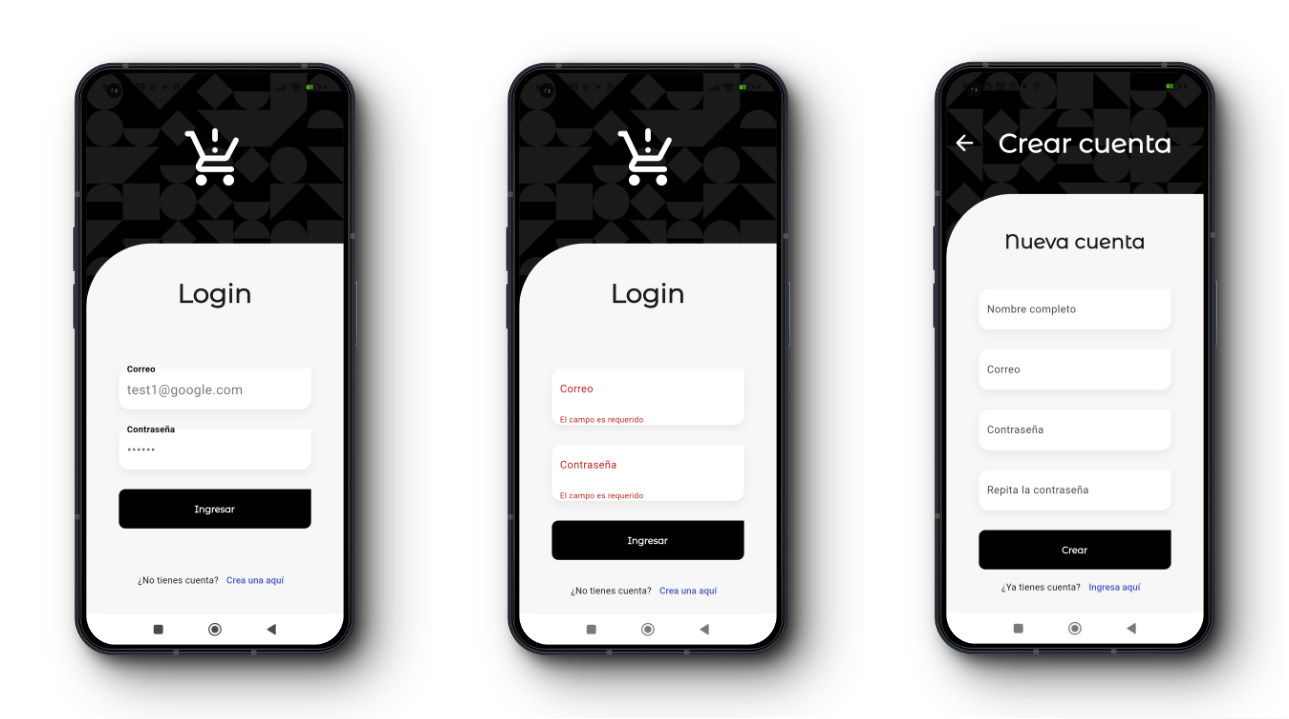 Login
Correo
test1@google.com
Contraseña
••••••
Ingresar
¿No tienes cuenta? Crea una aquí
Login
Correo
El campo es requerido
Contraseña
El campo es requerido
Ingresar
¿No tienes cuenta? Crea una aquí
Crear cuenta
Nueva cuenta
Nombre completo
Correo
Contraseña
Repita la contraseña
Crear
¿Ya tienes cuenta? Ingresa aquí